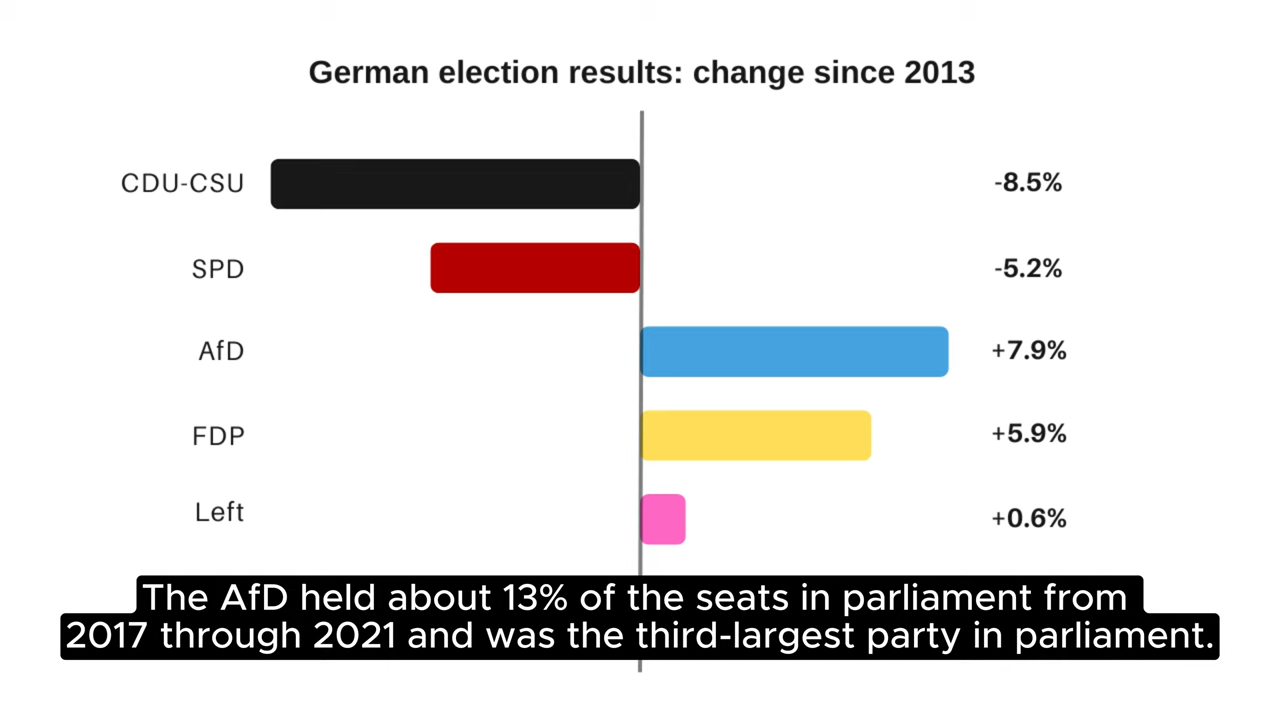 German election results: change since 2013
CDU-CSU -8.5%
SPD -5.2%
AfD +7.9%
FDP +5.9%
Left +0.6%
The AfD held about 13% of the seats in parliament from
2017 through 2021 and was the third-largest party in parliament.